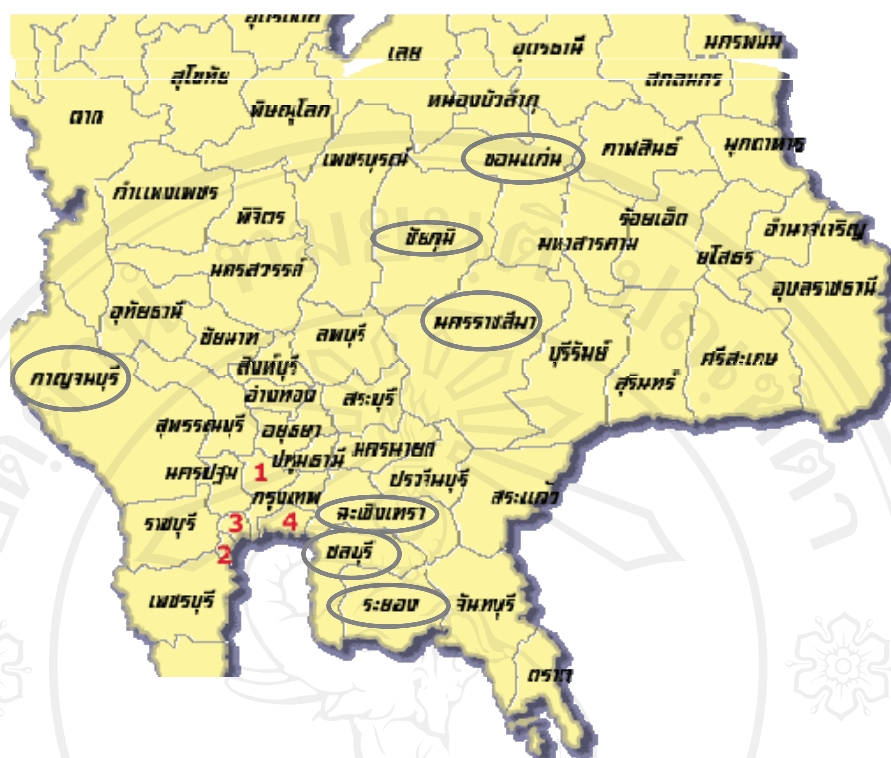 เลย
อุดรธานี
นครพนม
สุโขทัย
สกลนคร
ตาก
พิษณุโลก
หนองบัวลำภู
เพชรบูรณ์
ขอนแก่น
กาฬสินธุ์
มุกดาหาร
กำแพงเพชร
พิจิตร
ชัยภูมิ
มหาสารคาม
ร้อยเอ็ด
ยโสธร
อำนาจเจริญ
นครสวรรค์
อุบลราชธานี
อุทัยธานี
ชัยนาท
ลพบุรี
นครราชสีมา
บุรีรัมย์
สุรินทร์
ศรีสะเกษ
กาญจนบุรี
สิงห์บุรี
อ่างทอง
สระบุรี
สุพรรณบุรี
อยุธยา
นครนายก
นครปฐม
1
ปทุมธานี
ปราจีนบุรี
สระแก้ว
ราชบุรี
3
กรุงเทพ
4
ฉะเชิงเทรา
2
ชลบุรี
เพชรบุรี
ระยอง
จันทบุรี
ตราด